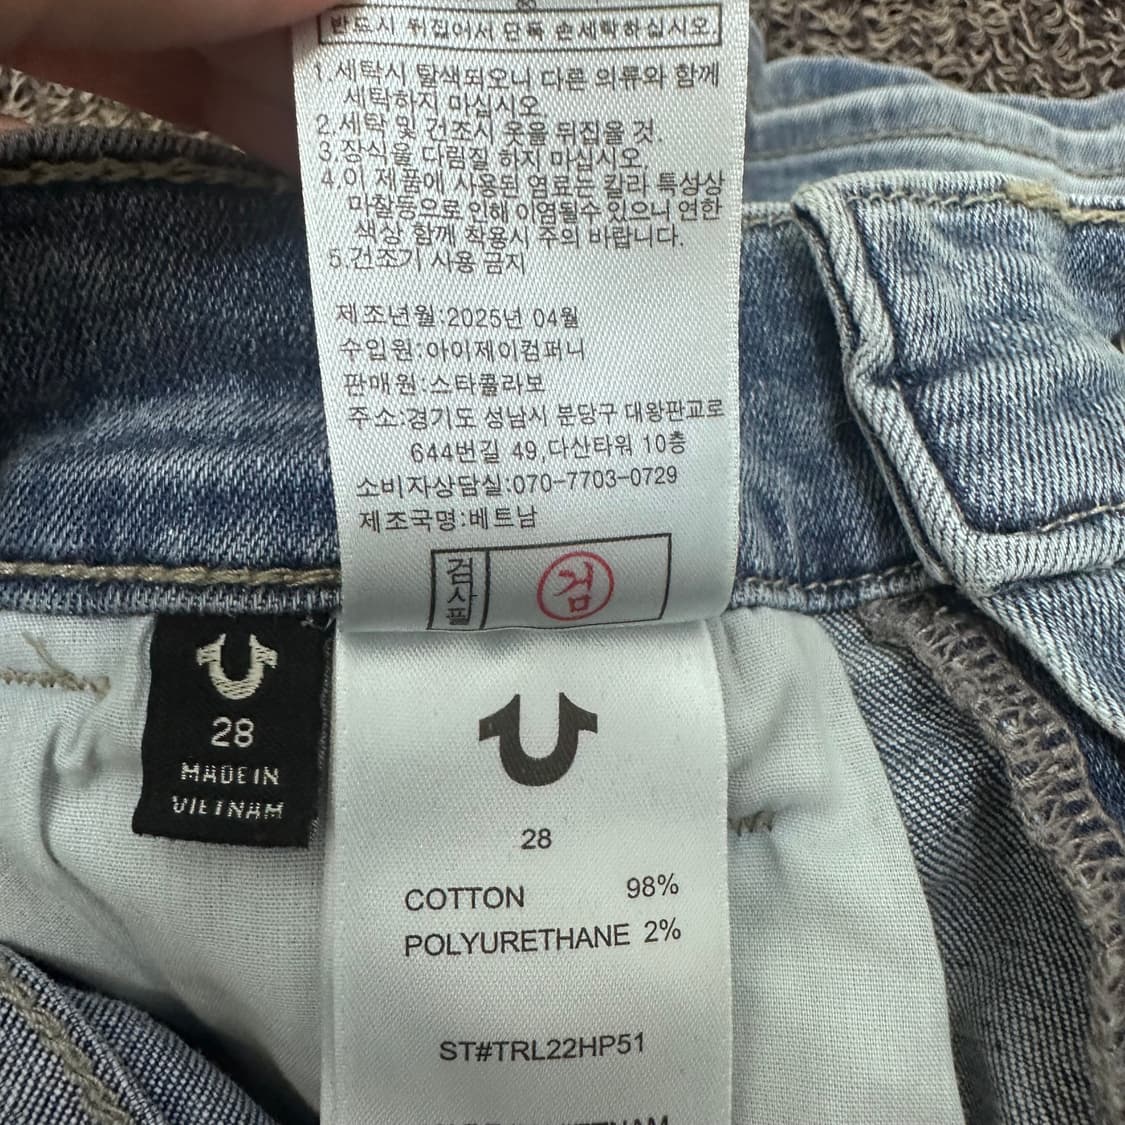 반드시 뒤집어서 단독 손세탁하십시오.
1.세탁시 탈색되오니 다른 의류와 함께
세탁하지 마십시오.
2.세탁 및 건조시 옷을 뒤집을 것.
3.장식을 다림질 하지 마십시오.
4.이 제품에 사용된 염료는 칼라 특성상
마찰등으로 인해 이염될수 있으니 연한
색상 함께 착용시 주의 바랍니다.
5.건조기 사용 금지
제조년월:2025년 04월
수입원:아이제이컴퍼니
판매원:스타콜라보
주소:경기도 성남시 분당구 대왕판교로
644번길 49,다산타워 10층
소비자상담실:070-7703-0729
제조국명:베트남
검사필 검
28
MADE IN
VIETNAM
28
COTTON 98%
POLYURETHANE 2%
ST#TRL22HP51